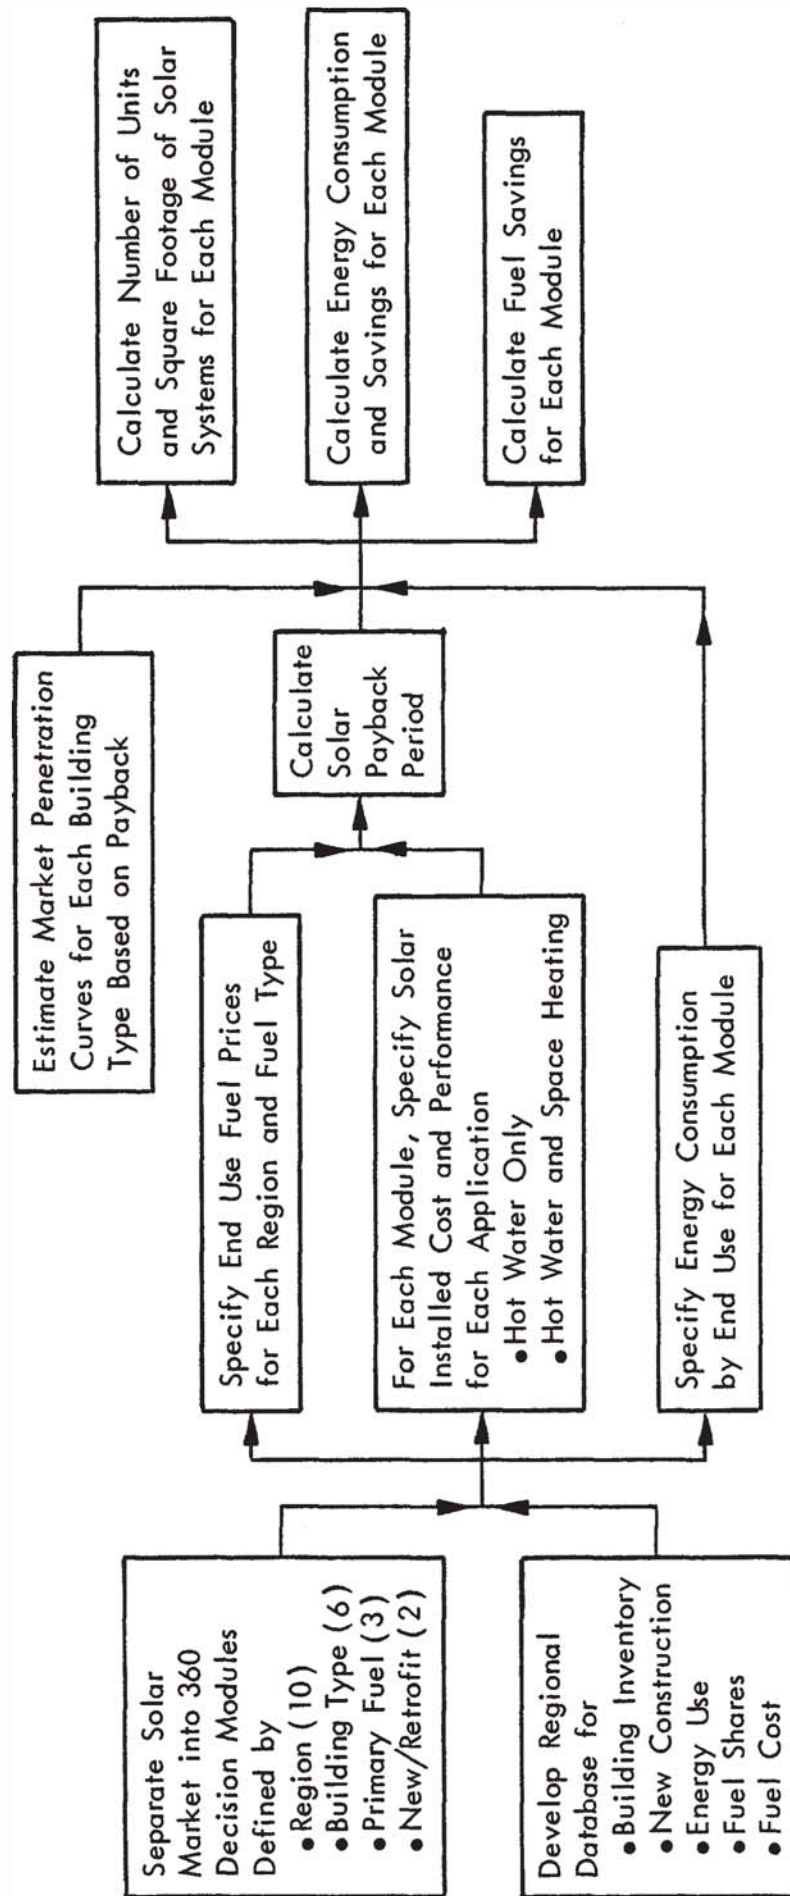 Separate Solar
Market into 360
Decision Modules
Defined by
• Region (10)
• Building Type (6)
• Primary Fuel (3)
• New/Retrofit (2)
Develop Regional
Database for
• Building Inventory
• New Construction
• Energy Use
• Fuel Shares
• Fuel Cost
Estimate Market Penetration
Curves for Each Building
Type Based on Payback
Specify End Use Fuel Prices
for Each Region and Fuel Type
For Each Module, Specify Solar
Installed Cost and Performance
for Each Application
• Hot Water Only
• Hot Water and Space Heating
Specify Energy Consumption
by End Use for Each Module
Calculate
Solar
Payback
Period
Calculate Number of Units
and Square Footage of Solar
Systems for Each Module
Calculate Energy Consumption
and Savings for Each Module
Calculate Fuel Savings
for Each Module